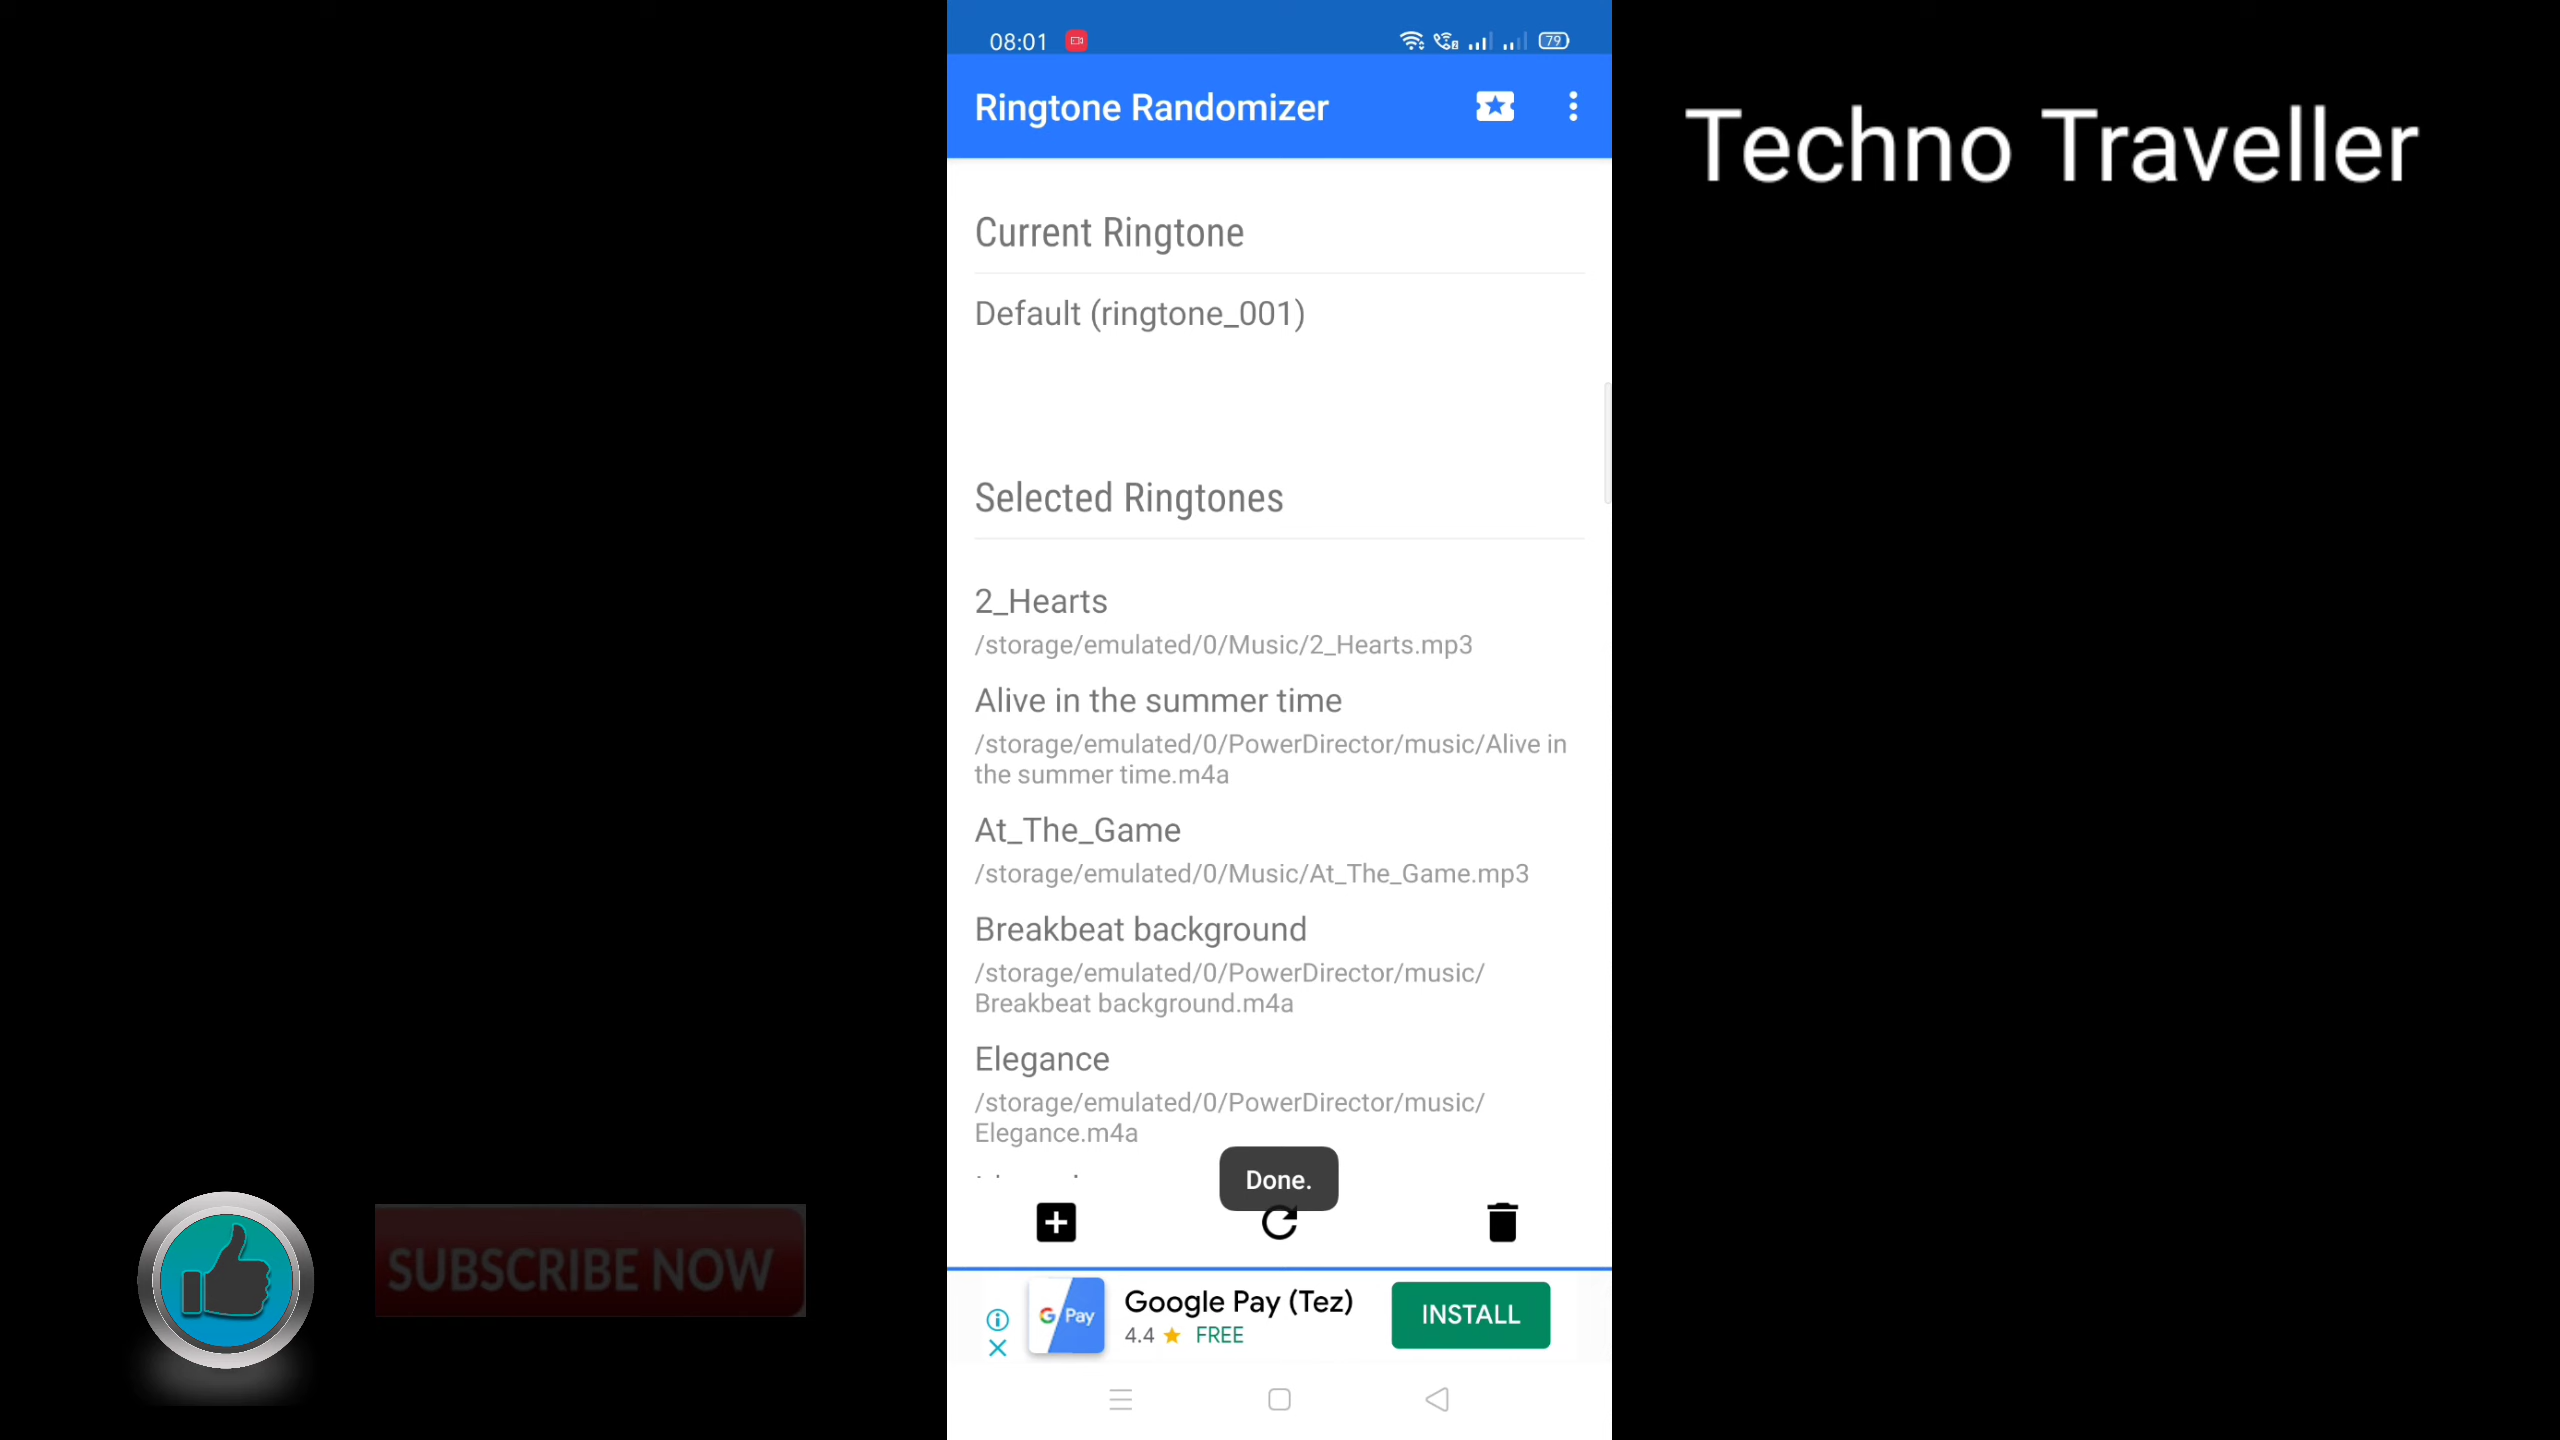 08:01
79
Ringtone Randomizer
Techno Traveller
Current Ringtone
Default (ringtone_001)
Selected Ringtones
2_Hearts
/storage/emulated/0/Music/2_Hearts.mp3
Alive in the summer time
/storage/emulated/0/PowerDirector/music/Alive in
the summer time.m4a
At_The_Game
/storage/emulated/0/Music/At_The_Game.mp3
Breakbeat background
/storage/emulated/0/PowerDirector/music/
Breakbeat background.m4a
Elegance
/storage/emulated/0/PowerDirector/music/
Elegance.m4a
Done.
SUBSCRIBE NOW
G Pay
Google Pay (Tez)
4.4 ★ FREE
INSTALL